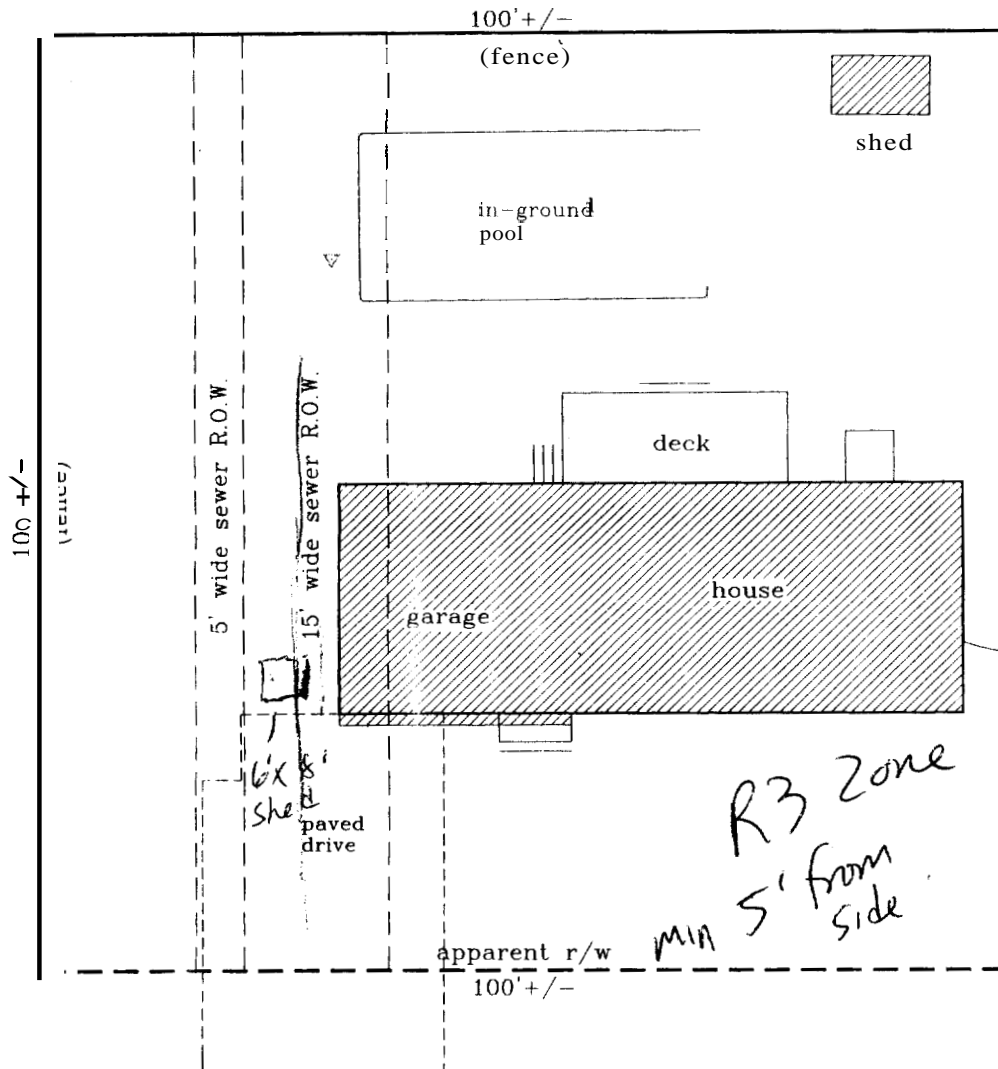 100'+/-
(fence)
shed
in-ground
pool
deck
100 +/-
(fence)
5' wide sewer R.O.W.
15' wide sewer R.O.W.
house
garage
6'x 8'
shed
paved
drive
R3 Zone
min 5' from
side
apparent r/w
100'+/-